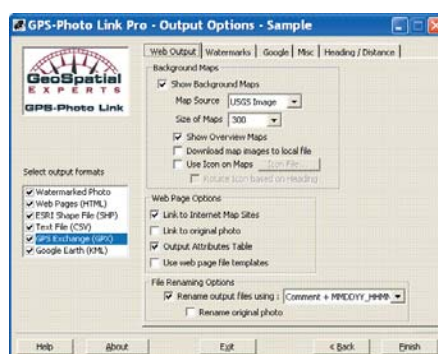 GPS-Photo Link Pro - Output Options - Sample
GeoSpatial
EXPERTS
GPS-Photo Link
Select output formats
Watermarked Photo
Web Pages (HTML)
ESRI Shape File (SHP)
Text File (CSV)
GPS Exchange (GPX)
Google Earth (KML)
Web Output Watermarks Google Misc Heading / Distance
Background Maps
Show Background Maps
Map Source USGS Image
Size of Maps 300
Show Overview Maps
Download map images to local file
Use Icon on Maps Icon File...
Rotate Icon based on Heading
Web Page Options
Link to Internet Map Sites
Link to original photo
Output Attributes Table
Use web page file templates
File Renaming Options
Rename output files using : Comment + MMDDYY_HHMM
Rename original photo
Help About Exit < Back Finish